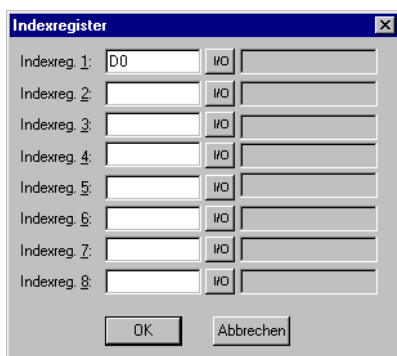 Indexregister
Indexreg. 1: D0 I/O
Indexreg. 2: I/O
Indexreg. 3: I/O
Indexreg. 4: I/O
Indexreg. 5: I/O
Indexreg. 6: I/O
Indexreg. 7: I/O
Indexreg. 8: I/O
OK Abbrechen